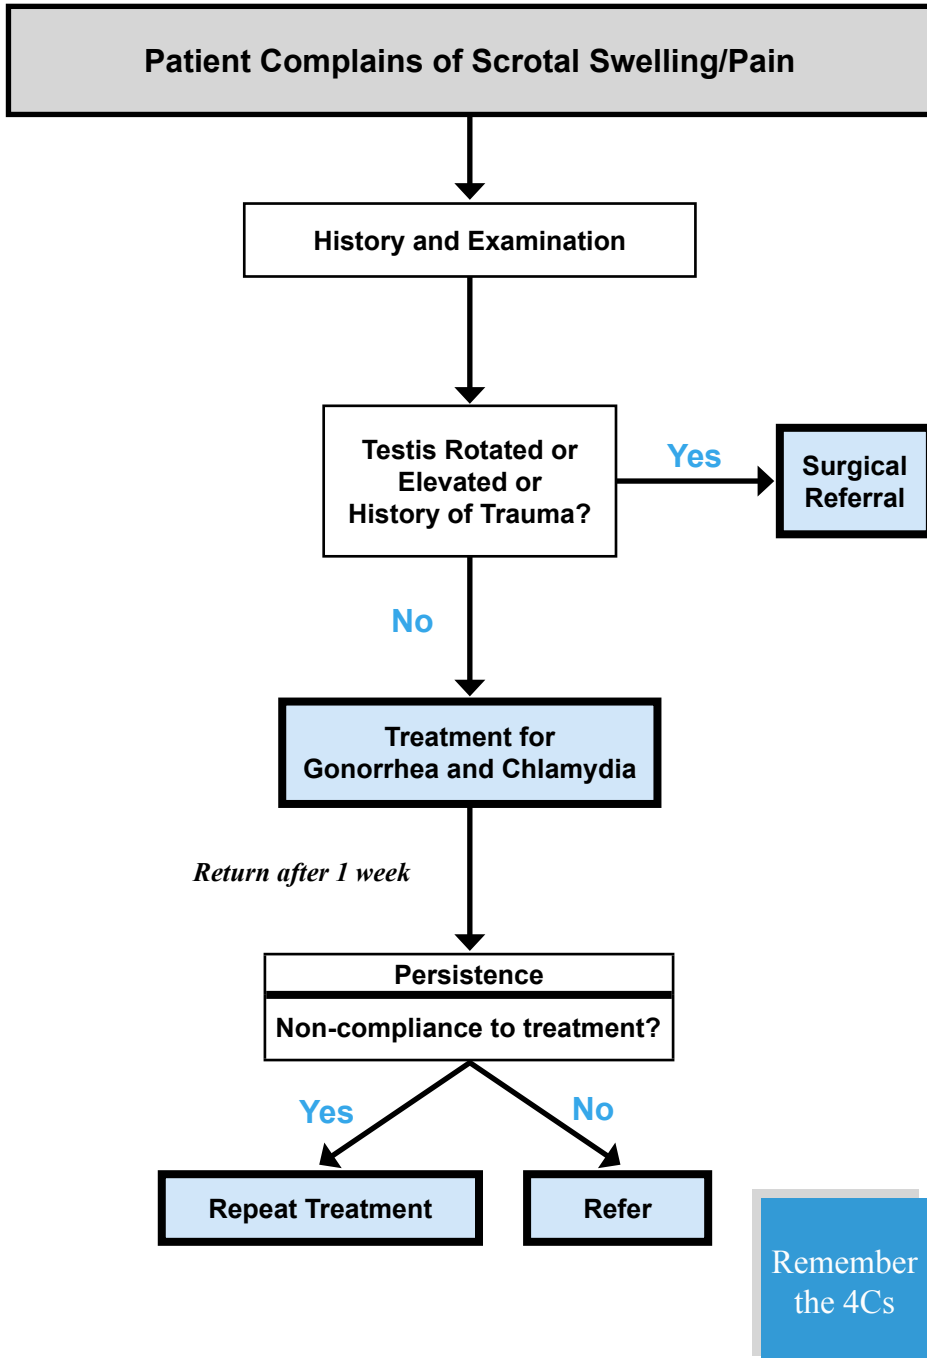 Patient Complains of Scrotal Swelling/Pain
History and Examination
Testis Rotated or
Elevated or
History of Trauma?
Yes
Surgical
Referral
No
Treatment for
Gonorrhea and Chlamydia
Return after 1 week
Persistence
Non-compliance to treatment?
Yes
No
Repeat Treatment
Refer
Remember
the 4Cs